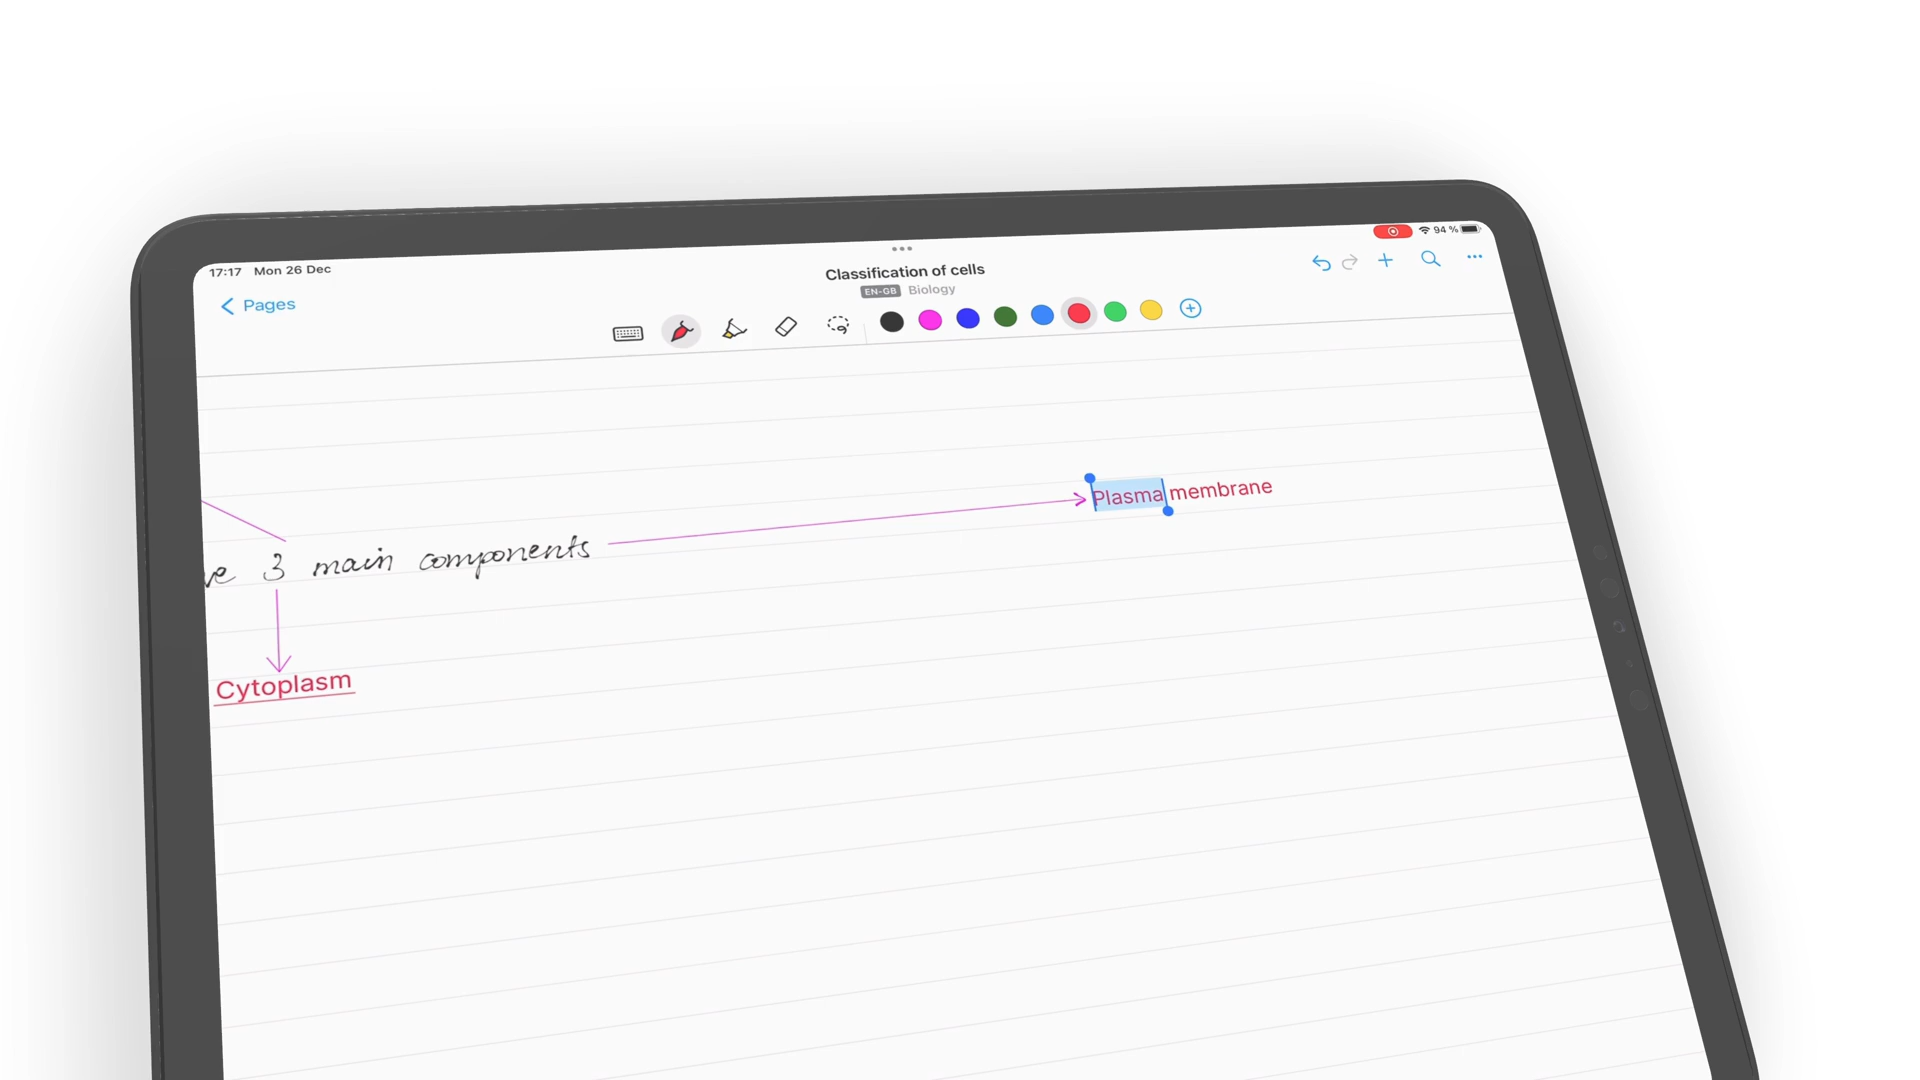 17:17 Mon 26 Dec
94 %
Classification of cells
Pages
EN-GB Biology
Plasma membrane
3 main components
Cytoplasm